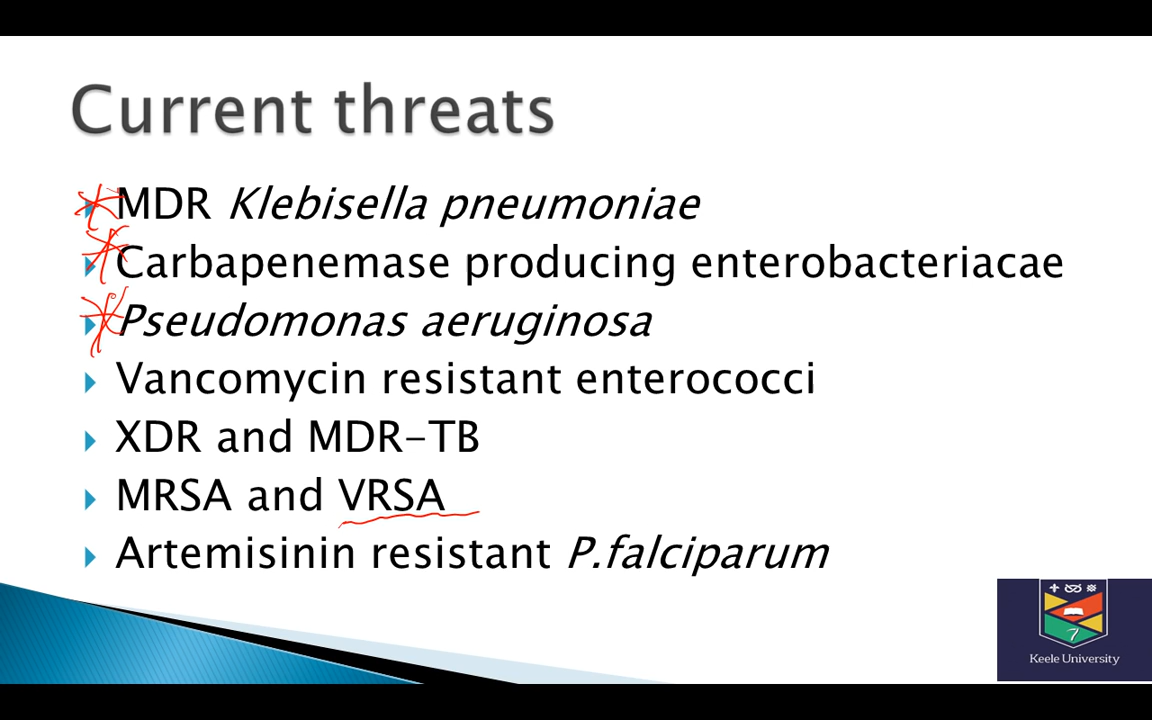 Current threats
MDR Klebisella pneumoniae
Carbapenemase producing enterobacteriacae
Pseudomonas aeruginosa
Vancomycin resistant enterococci
XDR and MDR-TB
MRSA and VRSA
Artemisinin resistant P.falciparum
Keele University